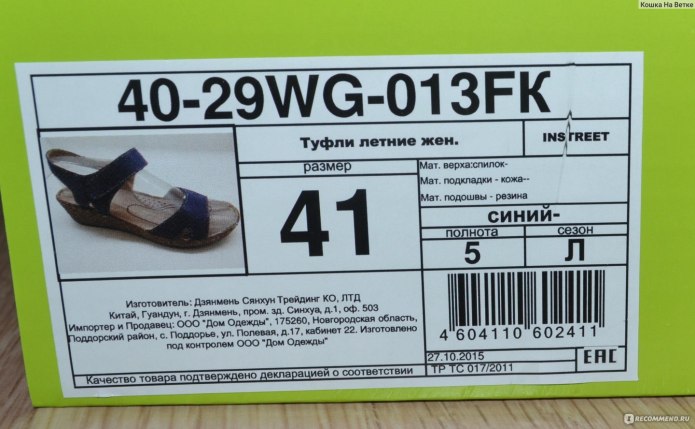 Кошка На Ветке
40-29WG-013FK
Туфли летние жен.
INSTREET
размер
41
Мат. верха:спилок-
Мат. подкладки - кожа--
Мат. подошвы - резина
синий-
полнота
сезон
5
Л
Изготовитель: Дзянмень Сянхун Трейдинг КО, ЛТД
Китай, Гуандун, г. Дзянмень, пром. зд. Синхуа, д.1, оф. 503
Импортер и Продавец: ООО "Дом Одежды", 175260, Новгородская область,
Поддорский район, с. Поддорье, ул. Полевая, д.17, кабинет 22. Изготовлено
под контролем ООО "Дом Одежды"
4 604110 602411
27.10.2015
ТР ТС 017/2011
EAC
Качество товара подтверждено декларацией о соответствии
RECOMMEND.RU